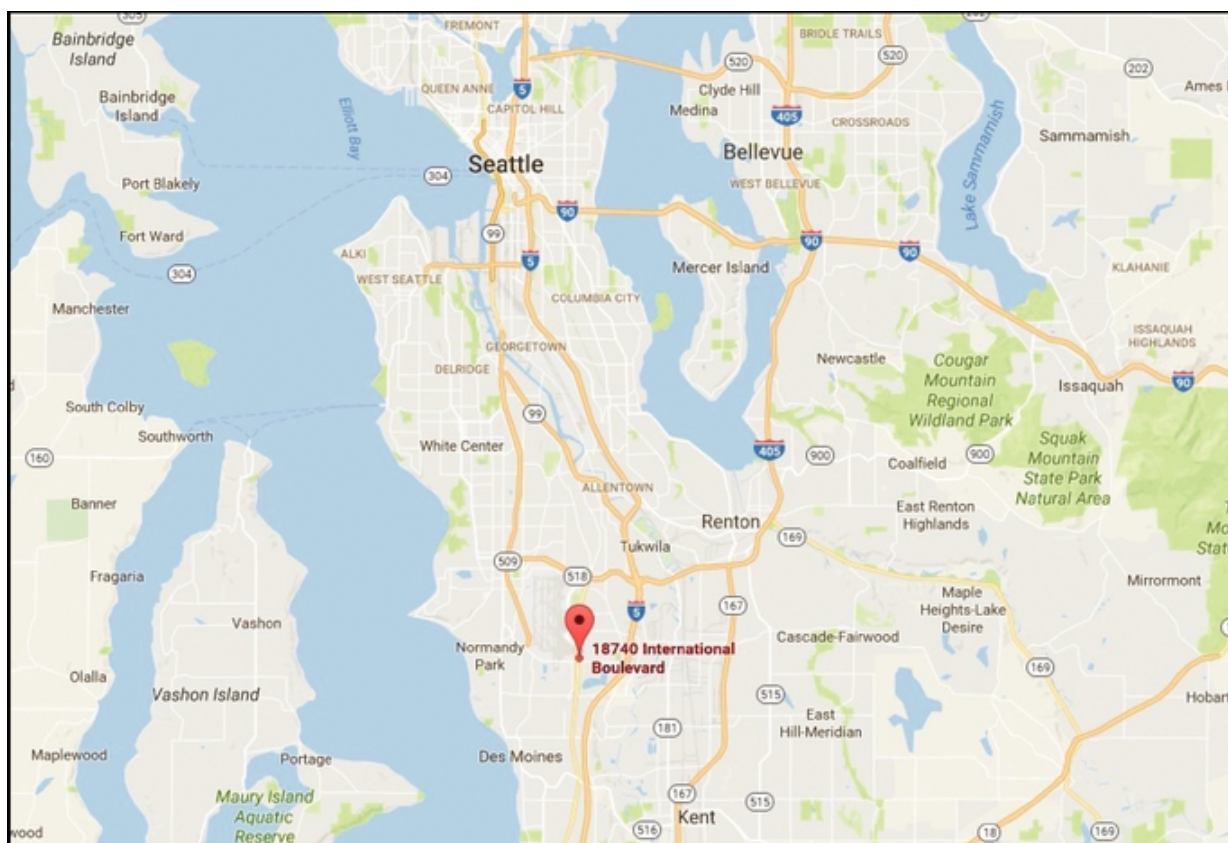 305
202
Bainbridge
Island
FREMONT
BRIDLE TRAILS
520
520
202
QUEEN ANNE
5
Clyde Hill
Ames
Bainbridge
Island
CAPITOL HILL
Medina
405
CROSSROADS
Elliott Bay
Sammamish
Seattle
Bellevue
304
Port Blakely
WEST BELLEVUE
Lake Sammamish
90
Fort Ward
99
90
90
ALKI
5
304
WEST SEATTLE
Mercer Island
KLAHANIE
COLUMBIA CITY
Manchester
ISSAQUAH
HIGHLANDS
GEORGETOWN
Newcastle
Cougar
Mountain
Regional
Wildland Park
DELRIDGE
Issaquah
90
South Colby
99
Southworth
White Center
405
900
900
Squak
Mountain
State Park
Natural Area
160
Coalfield
ALLENTOWN
Banner
East Renton
Highlands
Renton
169
Tukwila
State
509
518
Fragaria
Mirrormont
5
167
Maple
Heights-Lake
Desire
Vashon
Normandy
Park
18740 International
Boulevard
Cascade-Fairwood
169
Olalla
Vashon Island
515
Hobart
East
Hill-Meridian
181
Maplewood
Des Moines
Portage
Maury Island
Aquatic
Reserve
167
515
Kent
516
18
169
wood